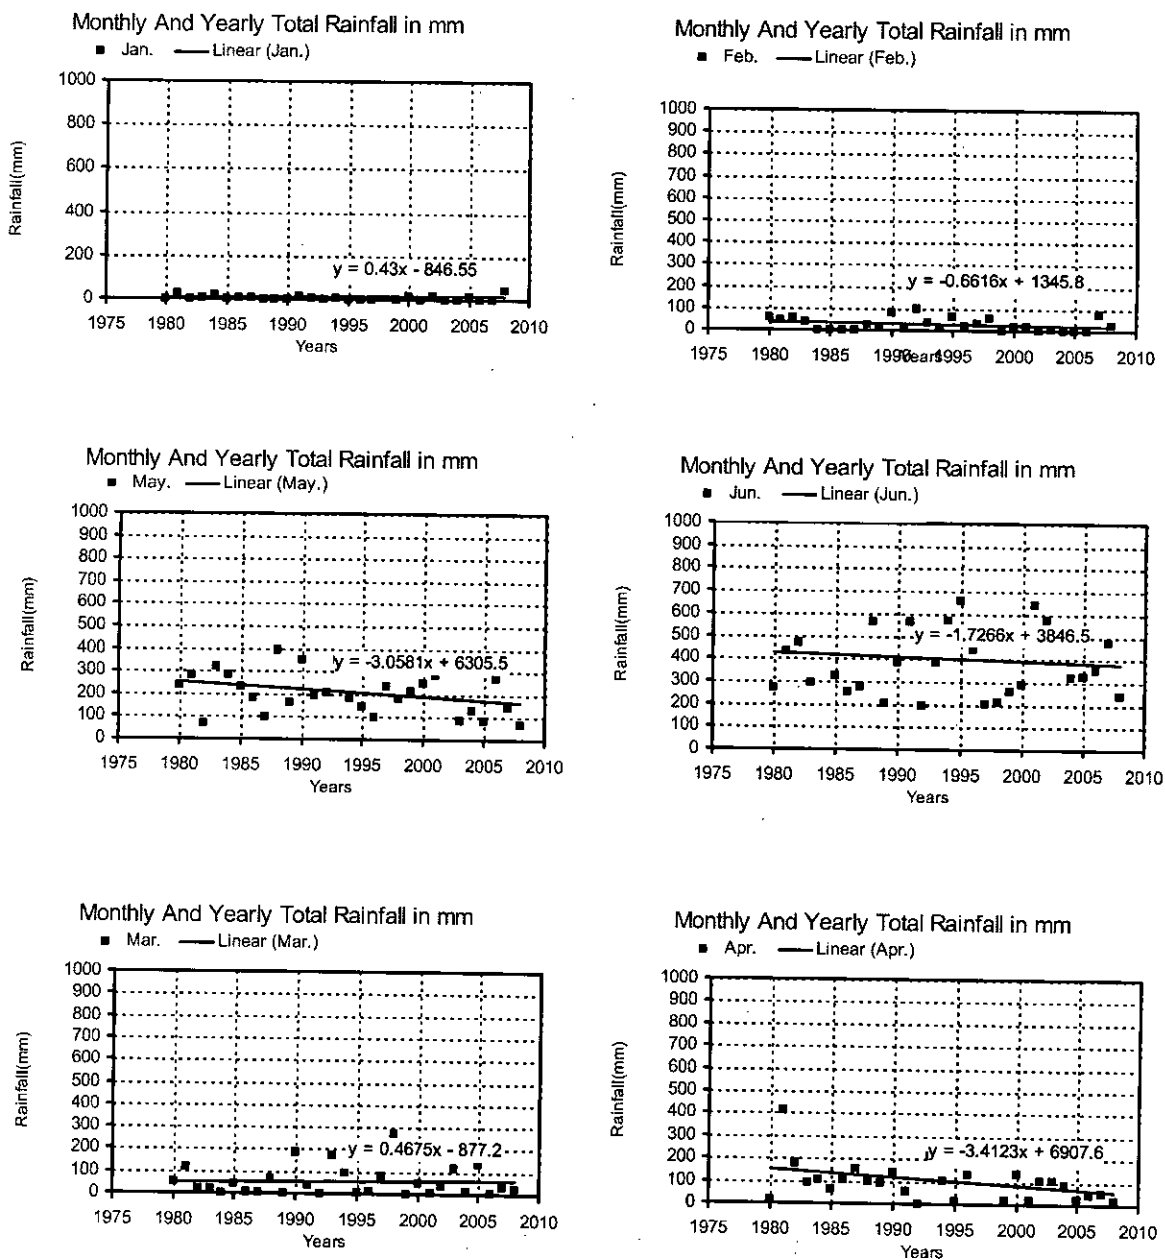 Monthly And Yearly Total Rainfall in mm
Jan. Linear (Jan.)
Rainfall(mm)
1000
800
600
400
200
0
y = 0.43x - 846.55
1975 1980 1985 1990 1995 2000 2005 2010
Years
Monthly And Yearly Total Rainfall in mm
Feb. Linear (Feb.)
Rainfall(mm)
1000
900
800
700
600
500
400
300
200
100
0
y = -0.6616x + 1345.8
1975 1980 1985 1990 1995 2000 2005 2010
Years
Monthly And Yearly Total Rainfall in mm
May. Linear (May.)
Rainfall(mm)
1000
900
800
700
600
500
400
300
200
100
0
y = -3.0581x + 6305.5
1975 1980 1985 1990 1995 2000 2005 2010
Years
Monthly And Yearly Total Rainfall in mm
Jun. Linear (Jun.)
Rainfall(mm)
1000
900
800
700
600
500
400
300
200
100
0
y = -1.7266x + 3846.5
1975 1980 1985 1990 1995 2000 2005 2010
Years
Monthly And Yearly Total Rainfall in mm
Mar. Linear (Mar.)
Rainfall(mm)
1000
900
800
700
600
500
400
300
200
100
0
y = 0.4675x - 877.2
1975 1980 1985 1990 1995 2000 2005 2010
Years
Monthly And Yearly Total Rainfall in mm
Apr. Linear (Apr.)
Rainfall(mm)
1000
900
800
700
600
500
400
300
200
100
0
y = -3.4123x + 6907.6
1975 1980 1985 1990 1995 2000 2005 2010
Years